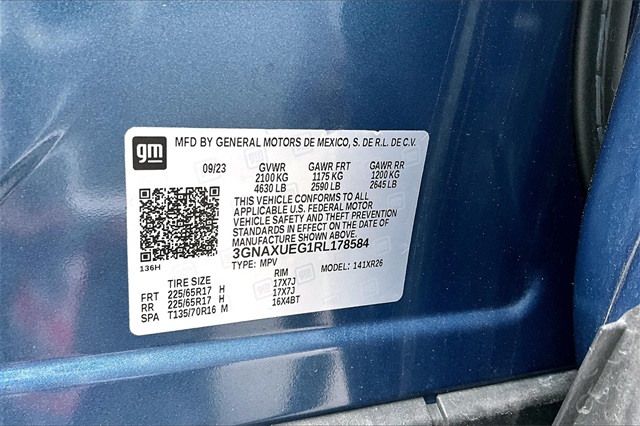 gm
MFD BY GENERAL MOTORS DE MEXICO, S. DE R.L. DE C.V.
09/23 GVWR GAWR FRT GAWR RR
2100 KG 1175 KG 1200 KG
4630 LB 2590 LB 2645 LB
THIS VEHICLE CONFORMS TO ALL
APPLICABLE U.S. FEDERAL MOTOR
VEHICLE SAFETY AND THEFT PREVENTION
STANDARDS IN EFFECT ON THE DATE OF
MANUFACTURE SHOWN ABOVE.
3GNAXUEG1RL178584
136H TYPE: MPV MODEL: 141XR26
TIRE SIZE RIM
FRT 225/65R17 H 17X7J
RR 225/65R17 H 17X7J
SPA T135/70R16 M 16X4BT